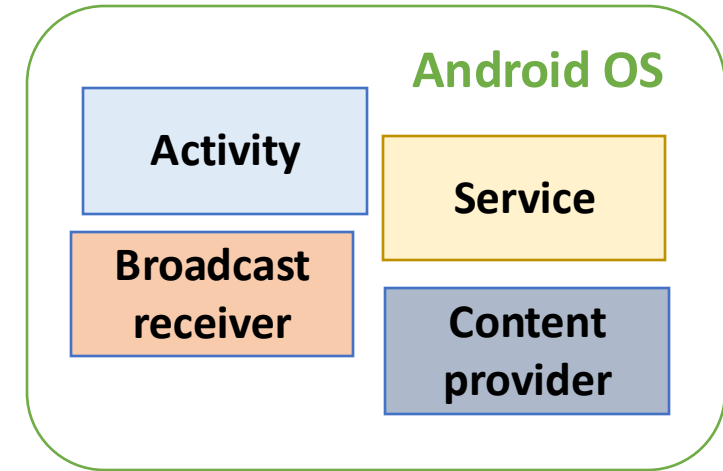 Android OS
Activity
Service
Broadcast
receiver
Content
provider